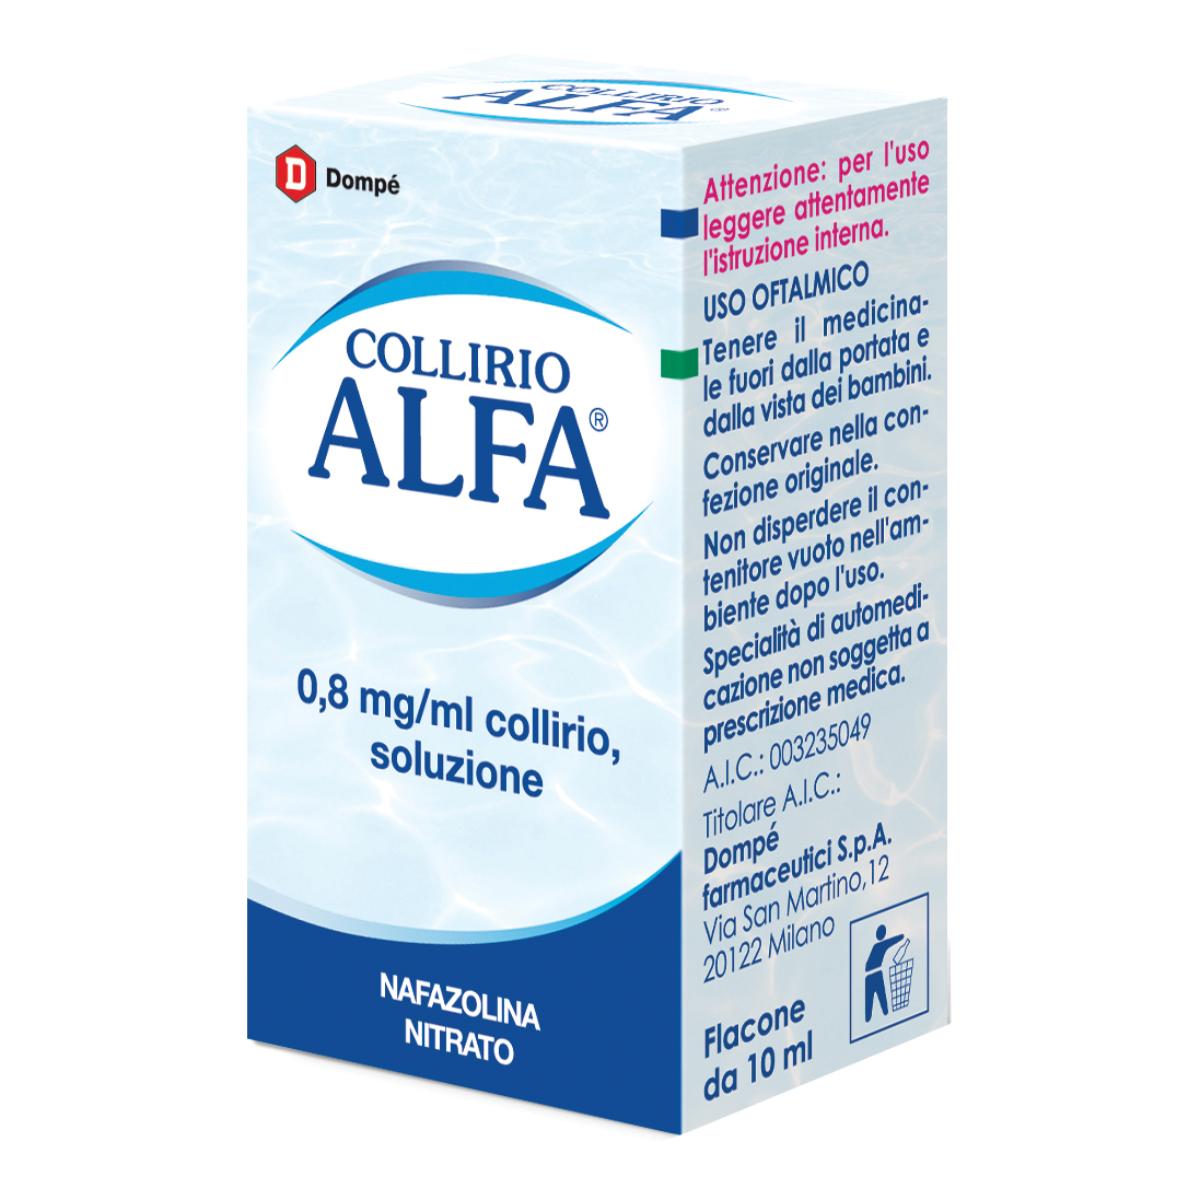 COLLIRIO
ALFA®
D Dompé
COLLIRIO
ALFA®
0,8 mg/ml collirio,
soluzione
NAFAZOLINA
NITRATO
Attenzione: per l'uso
leggere attentamente
l'istruzione interna.
USO OFTALMICO
Tenere il medicina-
le fuori dalla portata e
dalla vista dei bambini.
Conservare nella con-
fezione originale.
Non disperdere il con-
tenitore vuoto nell'am-
biente dopo l'uso.
Specialità di automedi-
cazione non soggetta a
prescrizione medica.
A.I.C.: 003235049
Titolare A.I.C.:
Dompé
farmaceutici S.p.A.
Via San Martino,12
20122 Milano
Flacone
da 10 ml